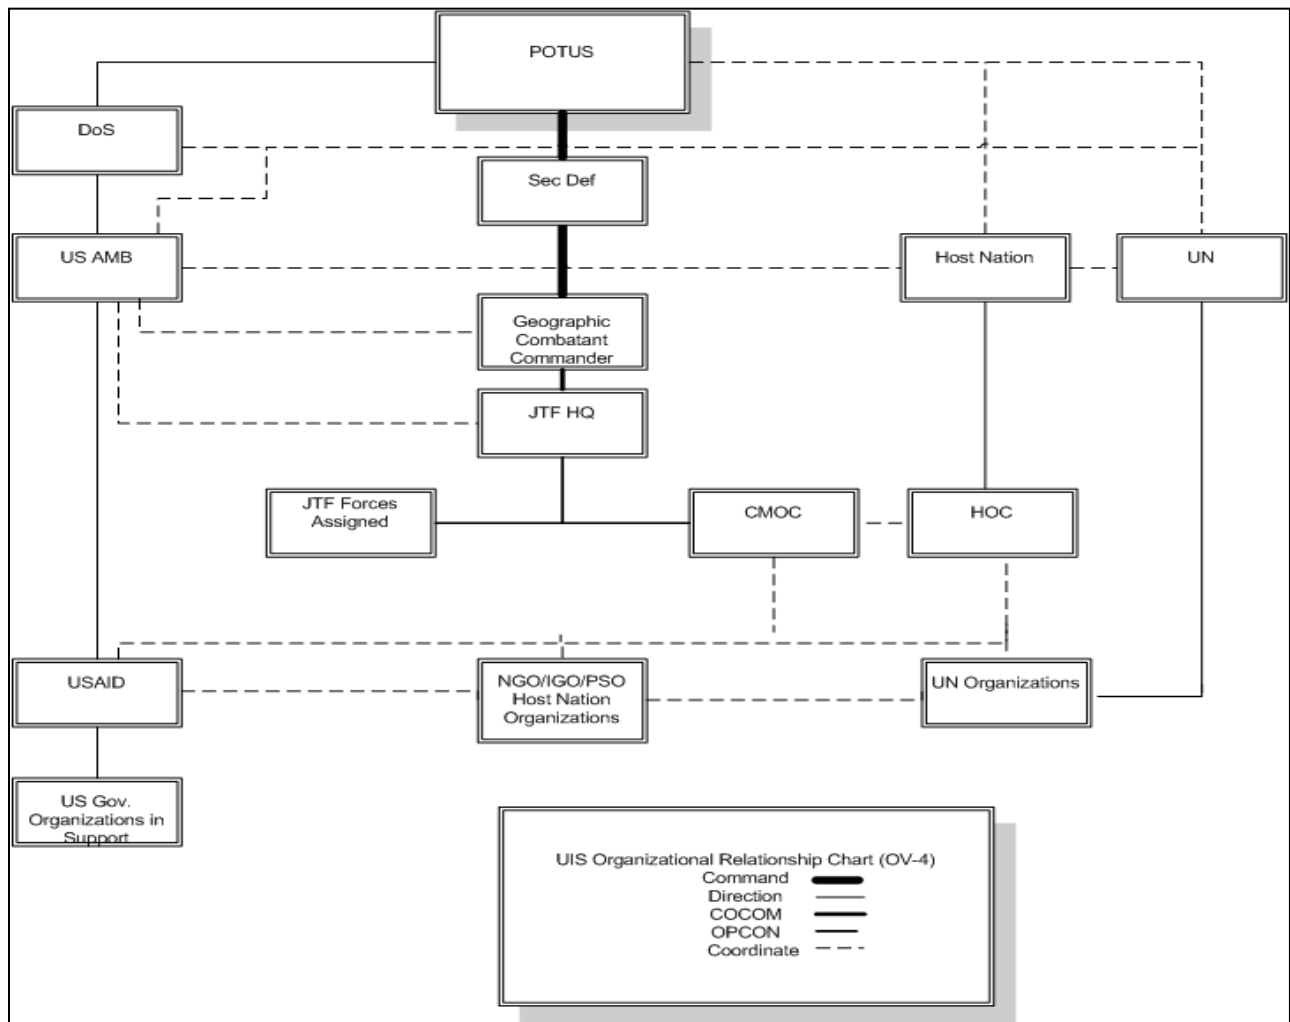 POTUS
DoS
Sec Def
US AMB
Host Nation
UN
Geographic
Combatant
Commander
JTF HQ
JTF Forces
Assigned
CMOC
HOC
USAID
NGO/IGO/PSO
Host Nation
Organizations
UN Organizations
US Gov.
Organizations in
Support
UIS Organizational Relationship Chart (OV-4)
Command
Direction
COCOM
OPCON
Coordinate